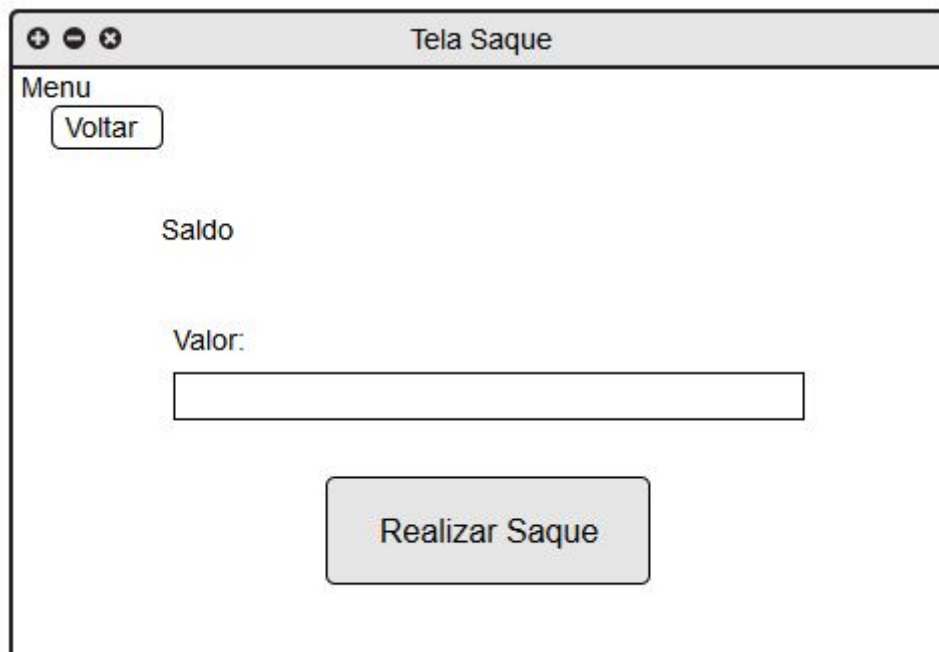 Tela Saque
Menu
Voltar
Saldo
Valor:
Realizar Saque